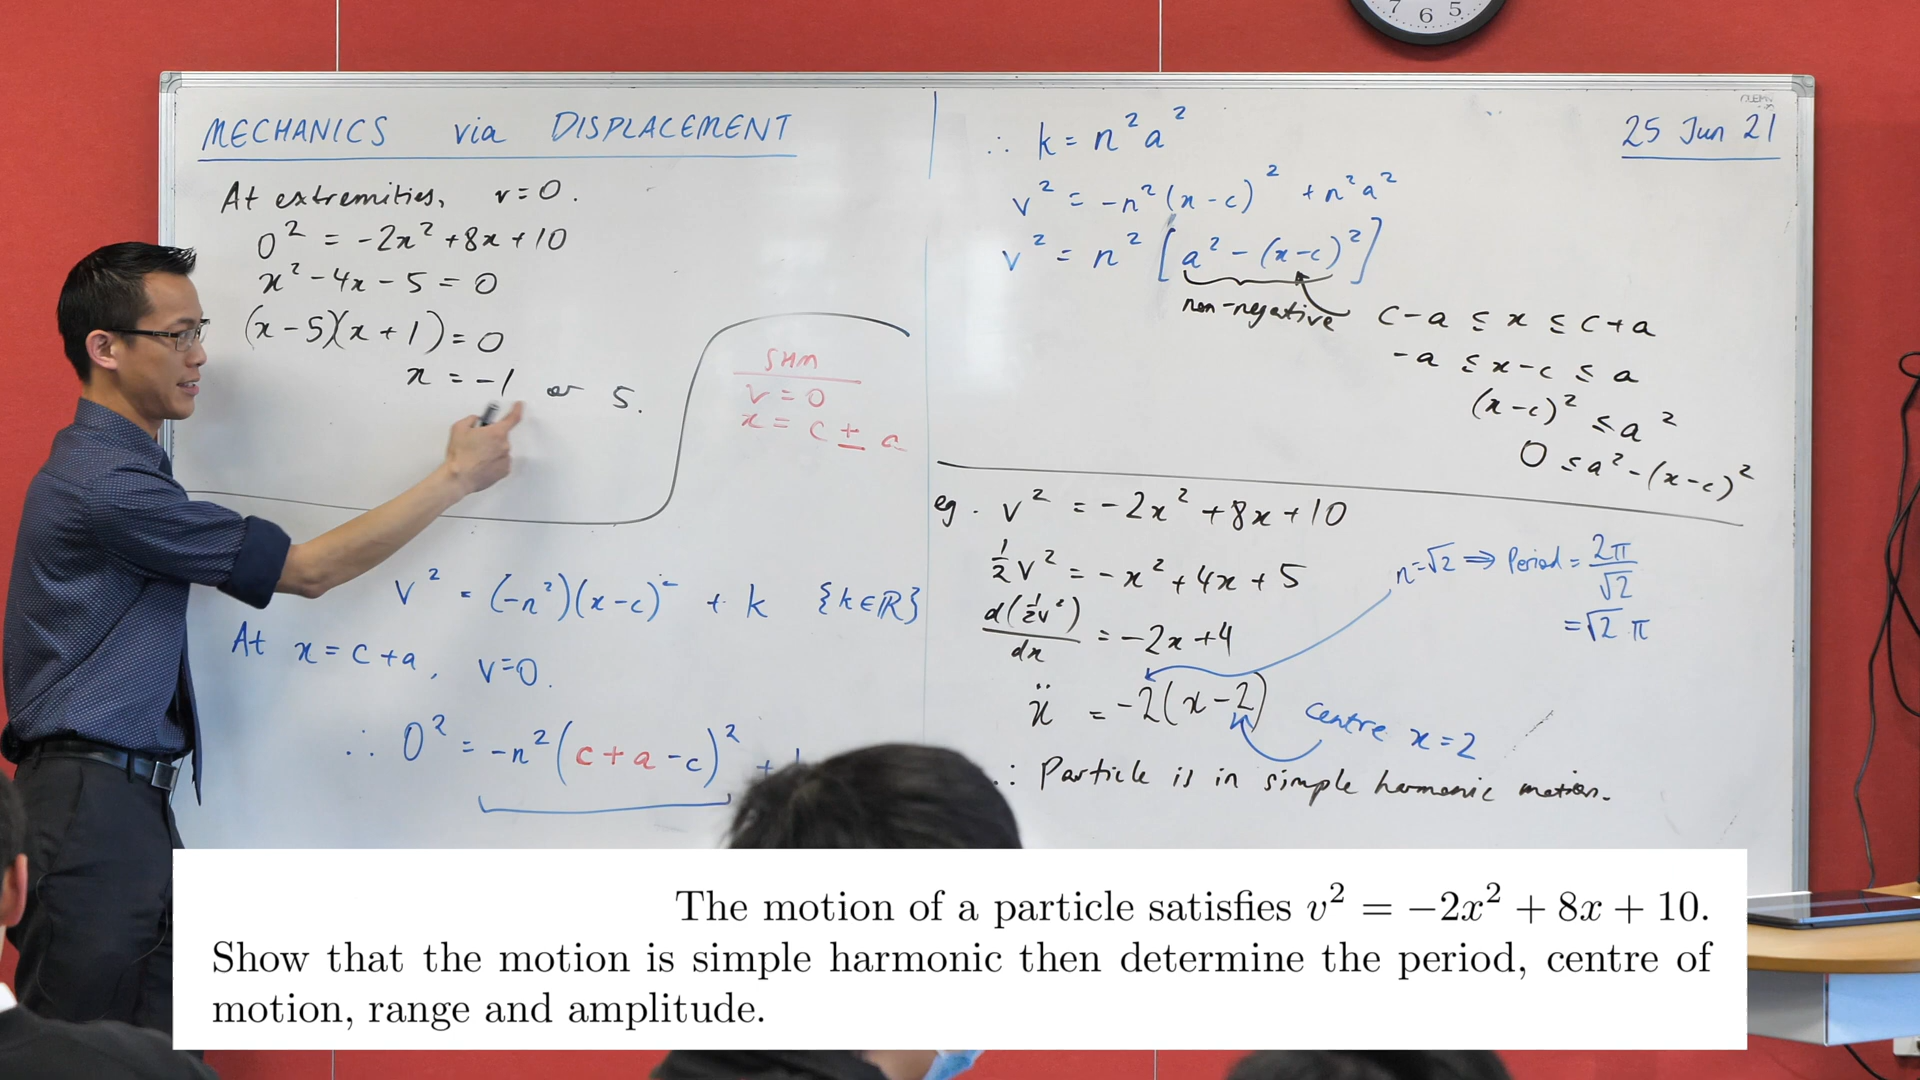 7 6 5
MECHANICS via DISPLACEMENT
At extremities, v=0.
0² = -2x² +8x+10
x² - 4x - 5 = 0
(x-5)(x+1) = 0
x = -1 or 5.
SHM
v = 0
x = c ± a
v² = (-n²)(x-c)² + k {k∈ℝ}
At x = c+a, v=0.
∴ 0² = -n²(c+a-c)² +
25 Jun 21
∴ k = n²a²
v² = -n²(x-c)² + n²a²
v² = n²[a² - (x-c)²]
non-negative
c-a ≤ x ≤ c+a
-a ≤ x-c ≤ a
(x-c)² ≤ a²
0 ≤ a² - (x-c)²
eg. v² = -2x² +8x+10
½v² = -x² + 4x + 5
d(½v²)/dx = -2x+4
ẍ = -2(x-2)
n=√2 ⇒ Period = 2π/√2
= √2 π
Centre x=2
∴ Particle is in simple harmonic motion.
The motion of a particle satisfies v² = −2x² + 8x + 10.
Show that the motion is simple harmonic then determine the period, centre of
motion, range and amplitude.